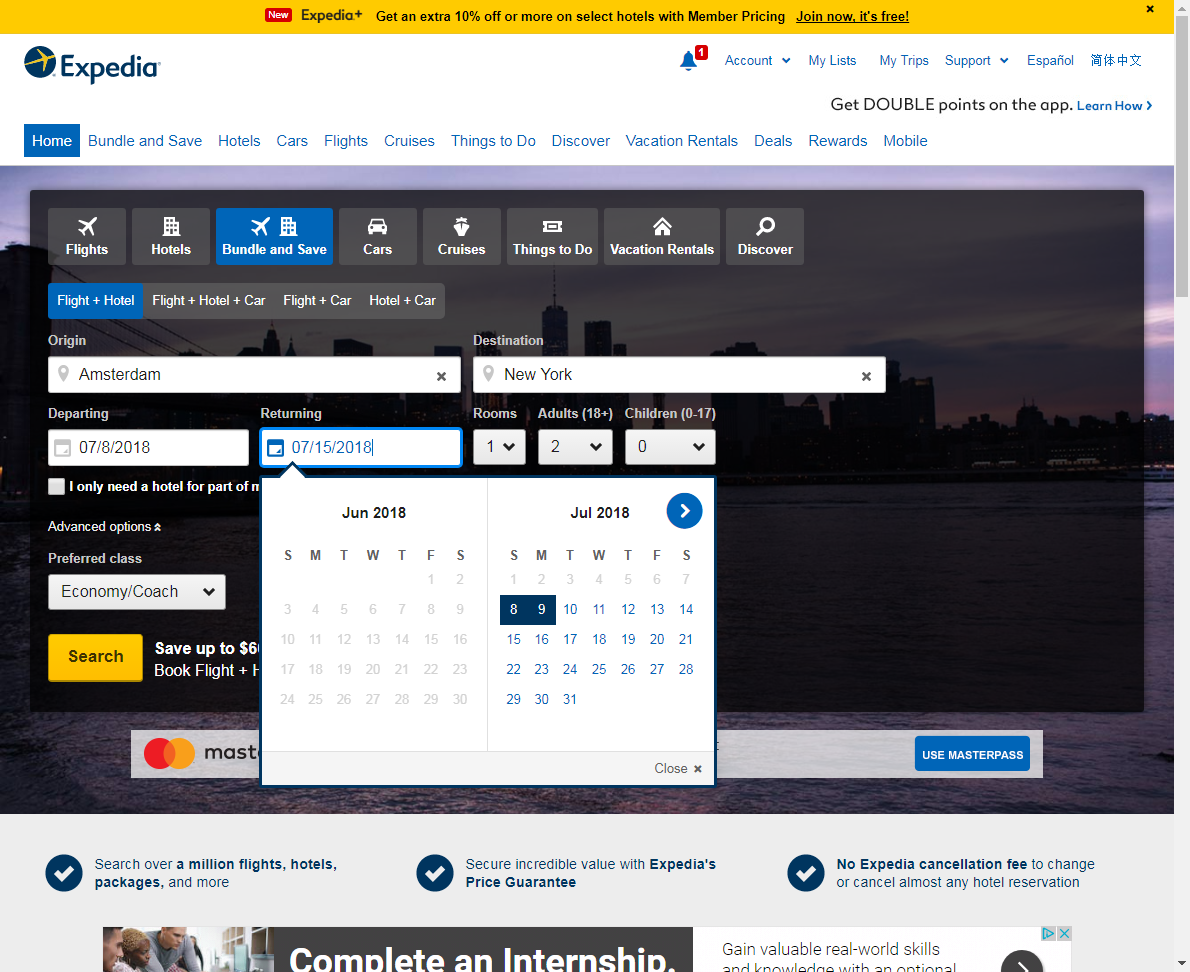 New Expedia+ Get an extra 10% off or more on select hotels with Member Pricing Join now, it's free!
Expedia
1 Account My Lists My Trips Support Español 简体中文
Get DOUBLE points on the app. Learn How
Home Bundle and Save Hotels Cars Flights Cruises Things to Do Discover Vacation Rentals Deals Rewards Mobile
Flights Hotels Bundle and Save Cars Cruises Things to Do Vacation Rentals Discover
Flight + Hotel Flight + Hotel + Car Flight + Car Hotel + Car
Origin Destination
Amsterdam New York
Departing Returning Rooms Adults (18+) Children (0-17)
07/8/2018 07/15/2018 1 2 0
I only need a hotel for part of
Advanced options
Preferred class
Economy/Coach
Search
Save up to $6
Book Flight +
Jun 2018
S M T W T F S
1 2
3 4 5 6 7 8 9
10 11 12 13 14 15 16
17 18 19 20 21 22 23
24 25 26 27 28 29 30
Jul 2018
S M T W T F S
1 2 3 4 5 6 7
8 9 10 11 12 13 14
15 16 17 18 19 20 21
22 23 24 25 26 27 28
29 30 31
Close
mast
USE MASTERPASS
Search over a million flights, hotels,
packages, and more
Secure incredible value with Expedia's
Price Guarantee
No Expedia cancellation fee to change
or cancel almost any hotel reservation
Complete an Internship.
Gain valuable real-world skills
and knowledge with an optional